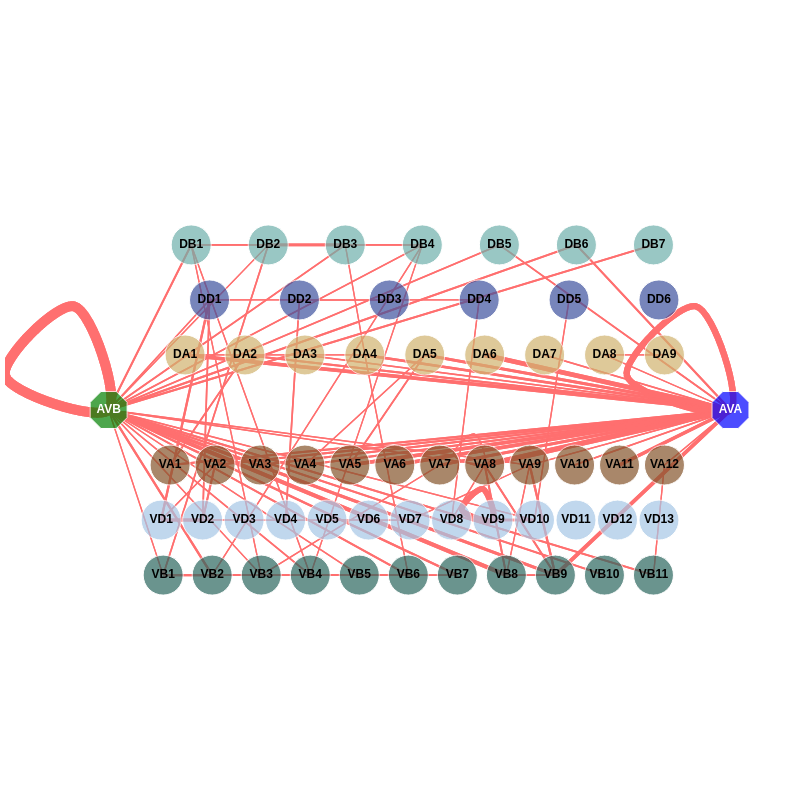 DB1 DB2 DB3 DB4 DB5 DB6 DB7
DD1 DD2 DD3 DD4 DD5 DD6
DA1 DA2 DA3 DA4 DA5 DA6 DA7 DA8 DA9
AVB AVA
VA1 VA2 VA3 VA4 VA5 VA6 VA7 VA8 VA9 VA10 VA11 VA12
VD1 VD2 VD3 VD4 VD5 VD6 VD7 VD8 VD9 VD10 VD11 VD12 VD13
VB1 VB2 VB3 VB4 VB5 VB6 VB7 VB8 VB9 VB10 VB11